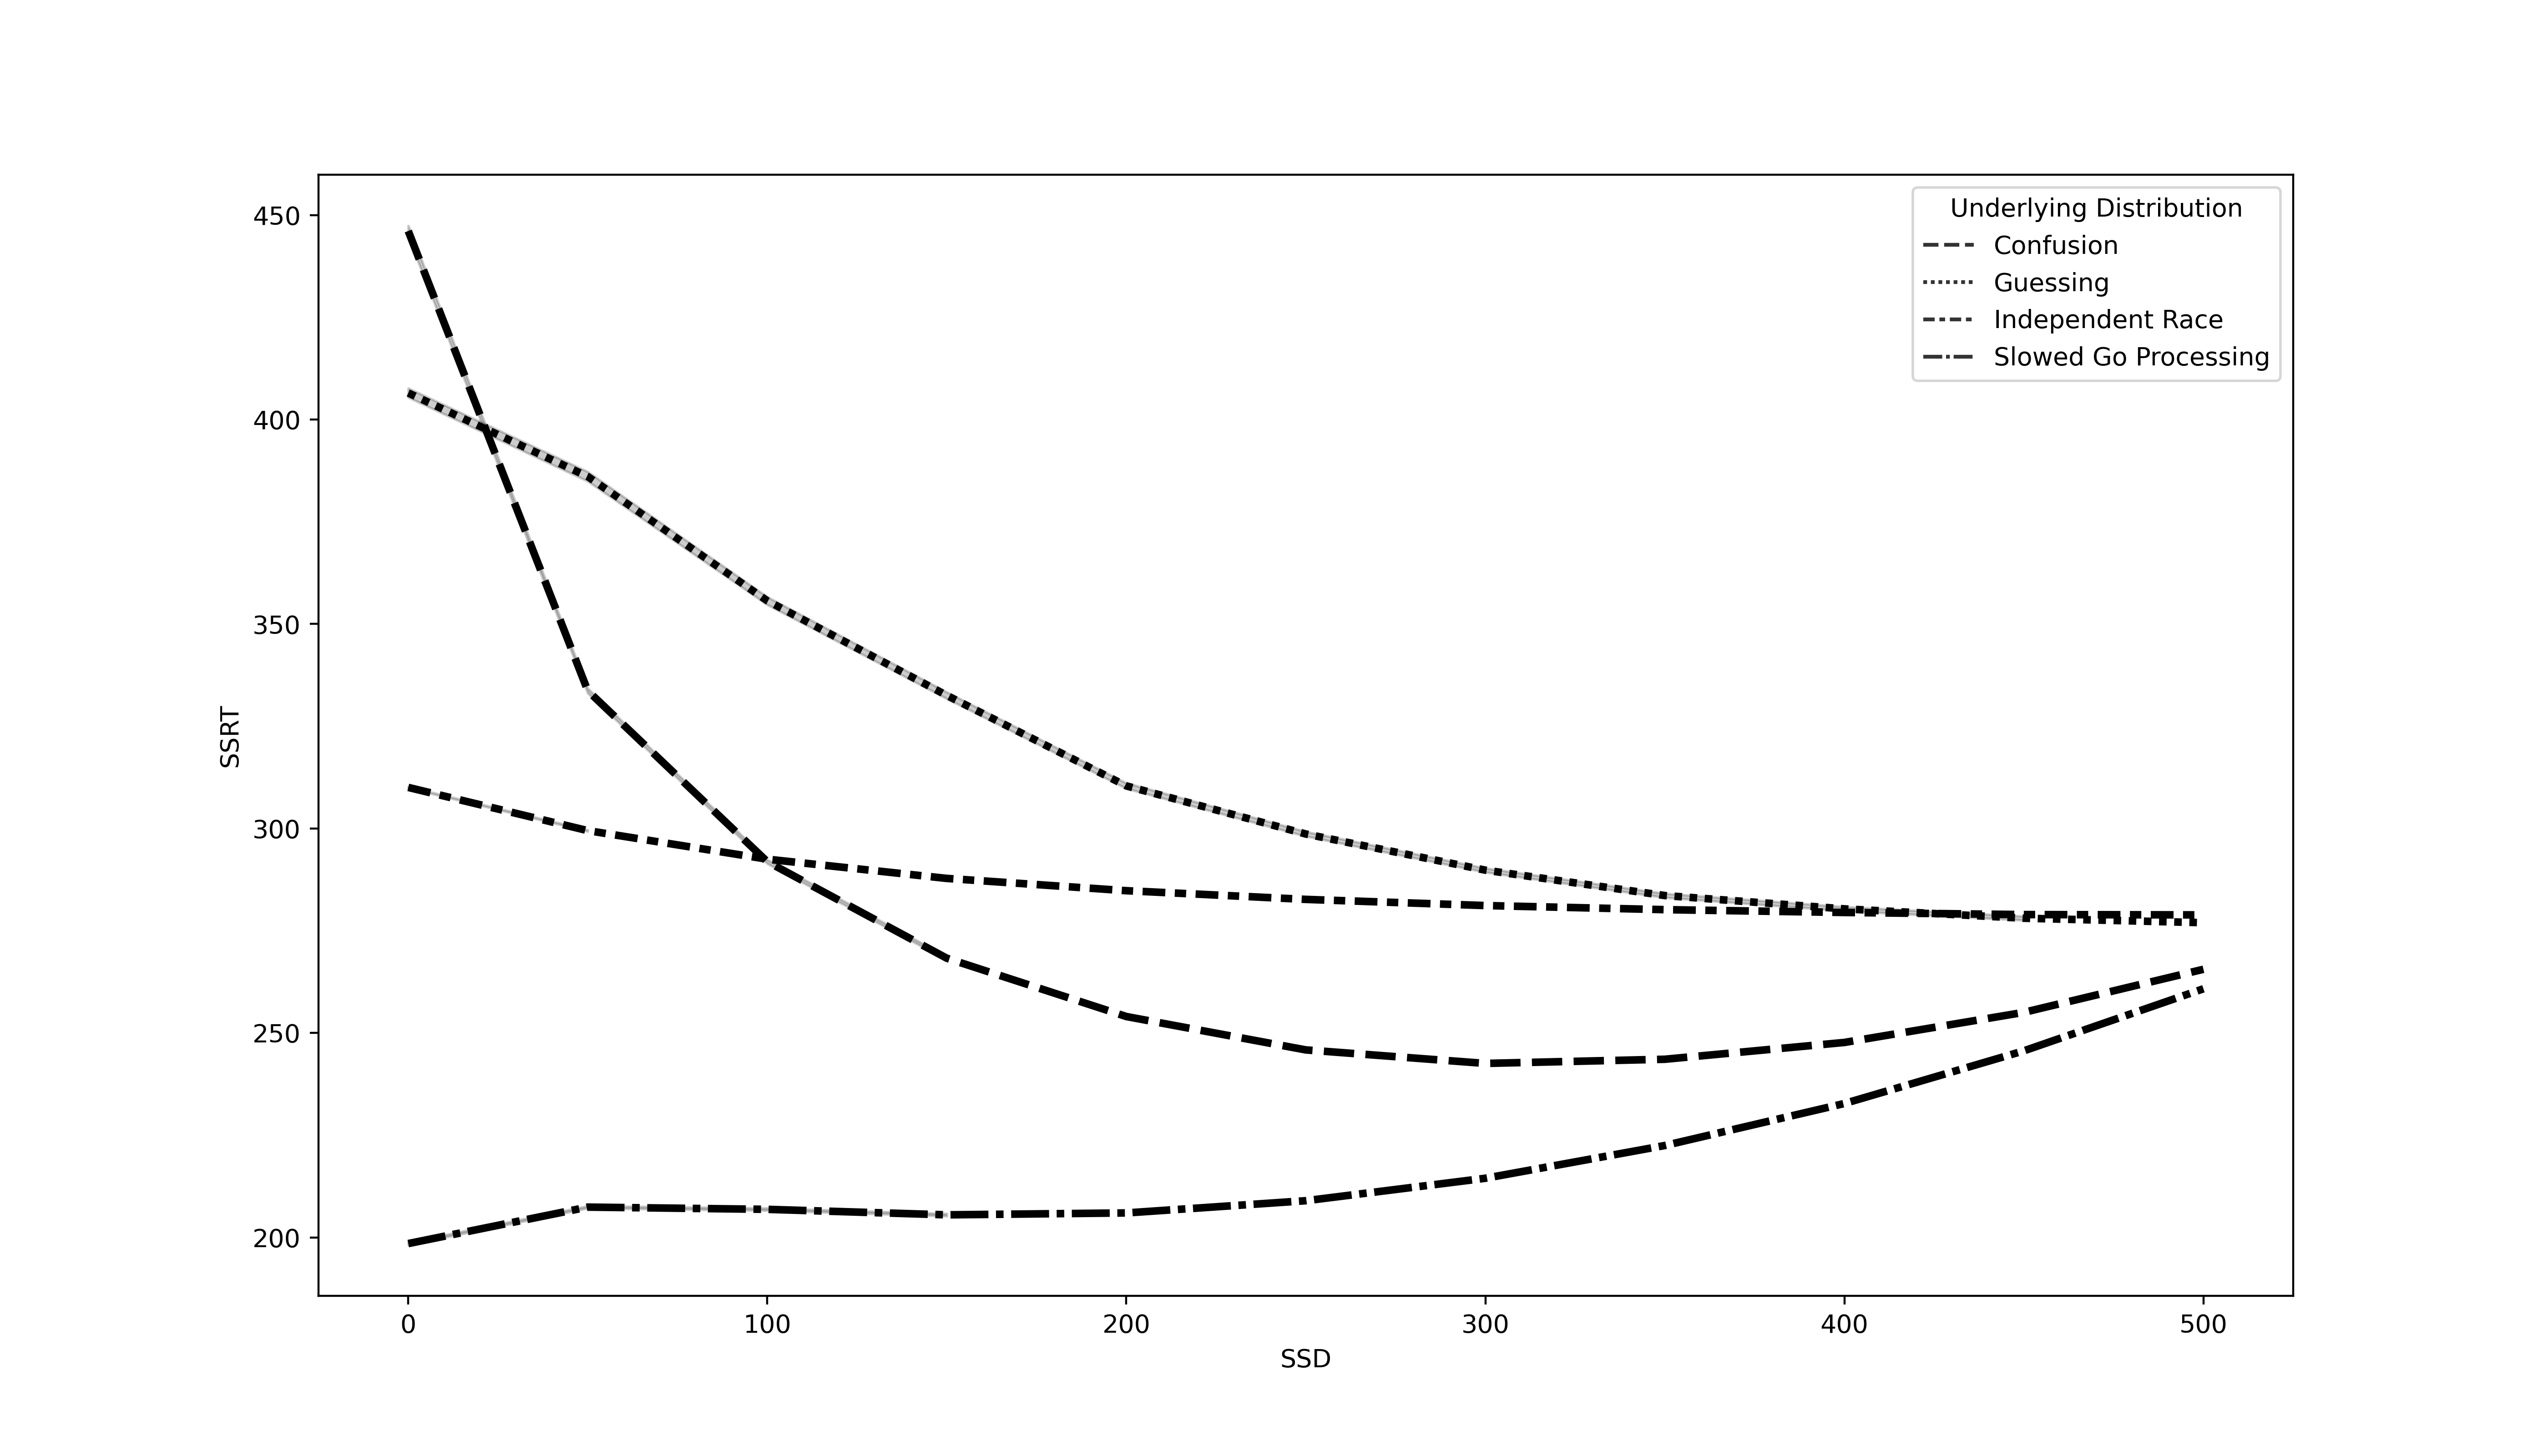 Underlying Distribution
Confusion
Guessing
Independent Race
Slowed Go Processing
450
400
350
300
250
200
SSRT
0 100 200 300 400 500
SSD